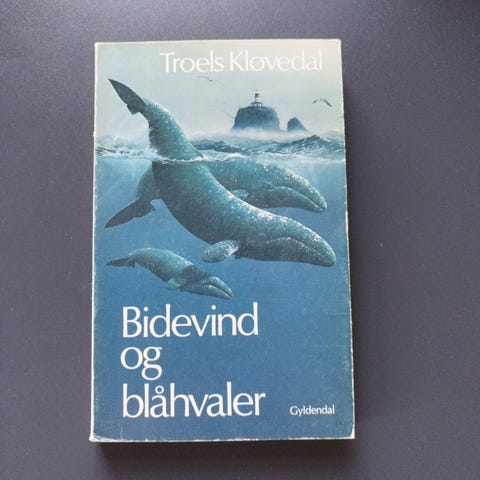 Troels Kløvedal
Bidevind
og
blåhvaler
Gyldendal